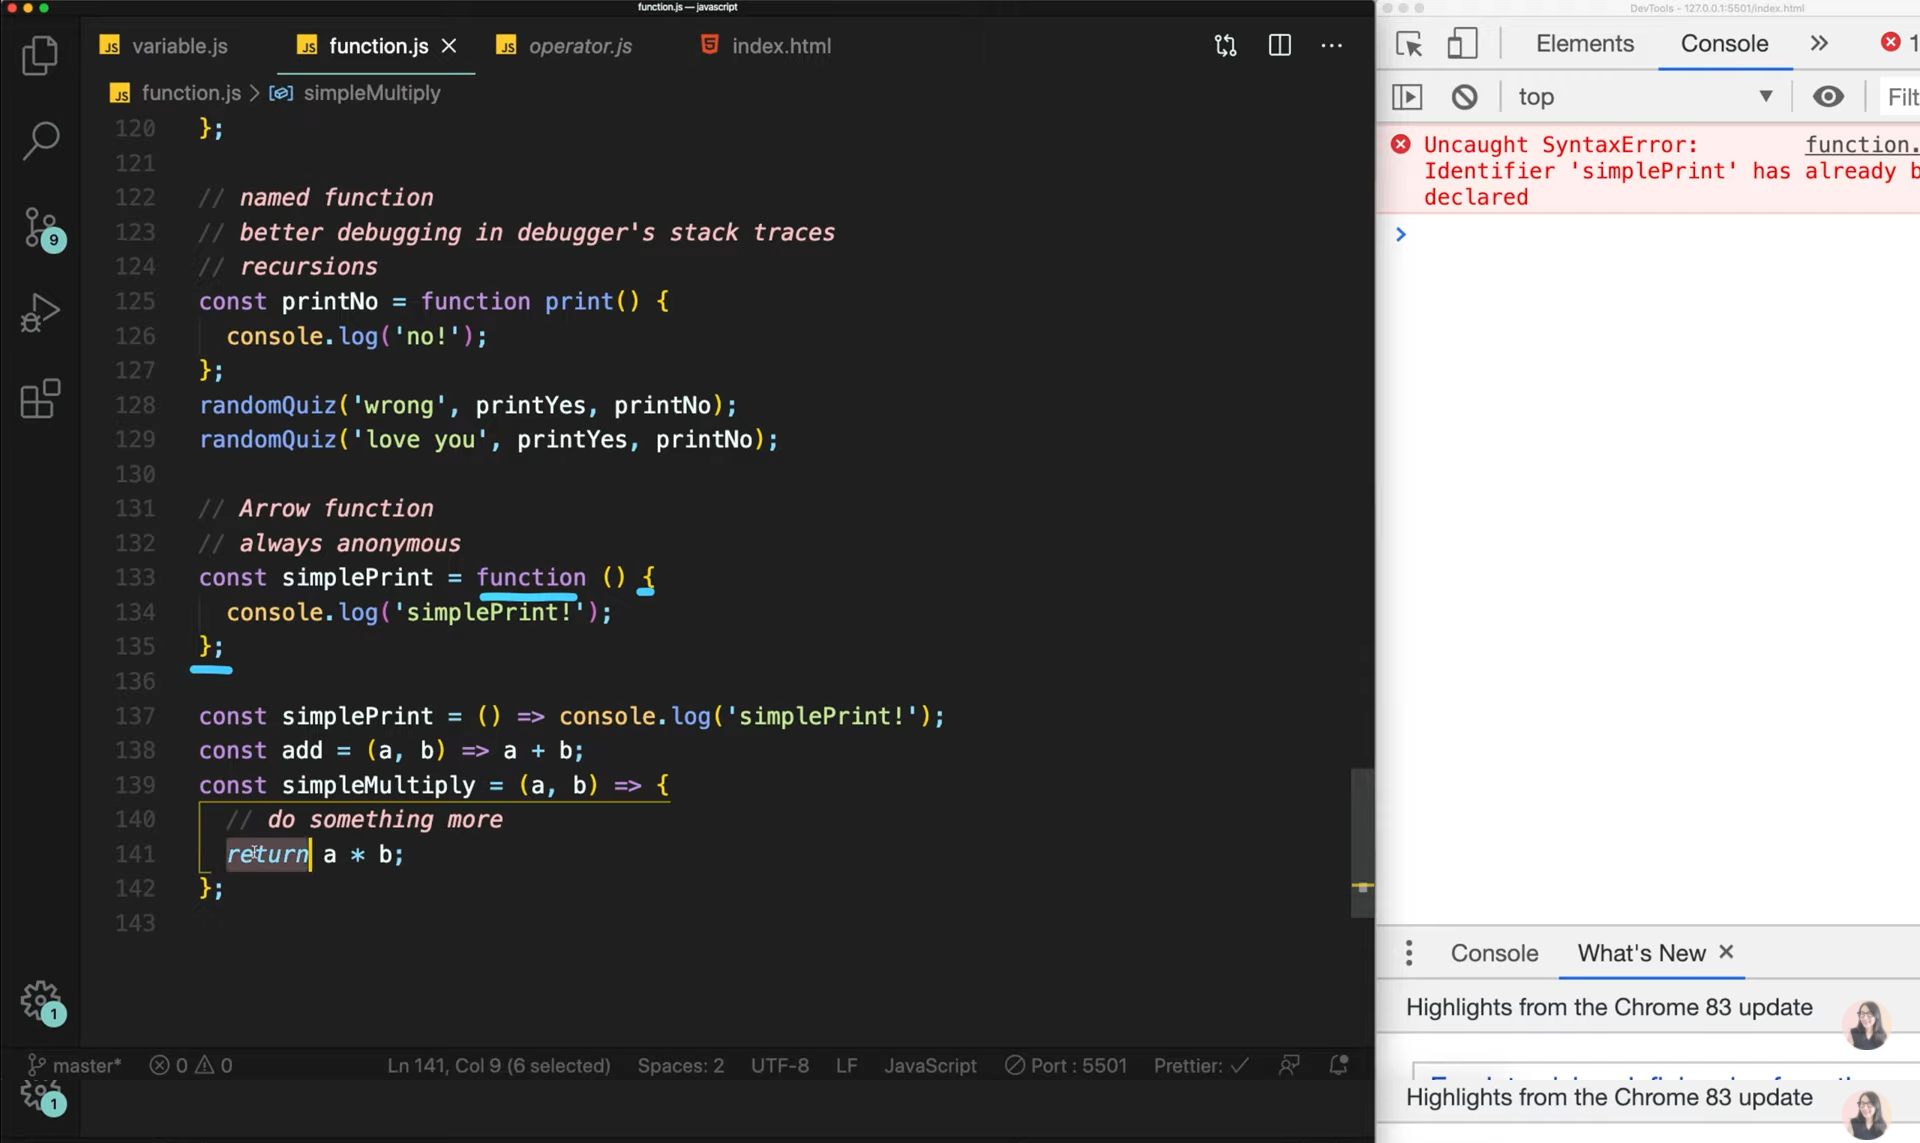 function.js — javascript
DevTools - 127.0.0.1:5501/index.html
JS variable.js JS function.js JS operator.js index.html
Elements Console 1
JS function.js > simpleMultiply
top Filt
120 };
121
122 // named function
123 // better debugging in debugger's stack traces
124 // recursions
125 const printNo = function print() {
126 console.log('no!');
127 };
128 randomQuiz('wrong', printYes, printNo);
129 randomQuiz('love you', printYes, printNo);
130
131 // Arrow function
132 // always anonymous
133 const simplePrint = function () {
134 console.log('simplePrint!');
135 };
136
137 const simplePrint = () => console.log('simplePrint!');
138 const add = (a, b) => a + b;
139 const simpleMultiply = (a, b) => {
140 // do something more
141 return a * b;
142 };
143
9
1
Uncaught SyntaxError: function.
Identifier 'simplePrint' has already b
declared
Console What's New
Highlights from the Chrome 83 update
master* 0 0 Ln 141, Col 9 (6 selected) Spaces: 2 UTF-8 LF JavaScript Port : 5501 Prettier: ✓
1
Highlights from the Chrome 83 update